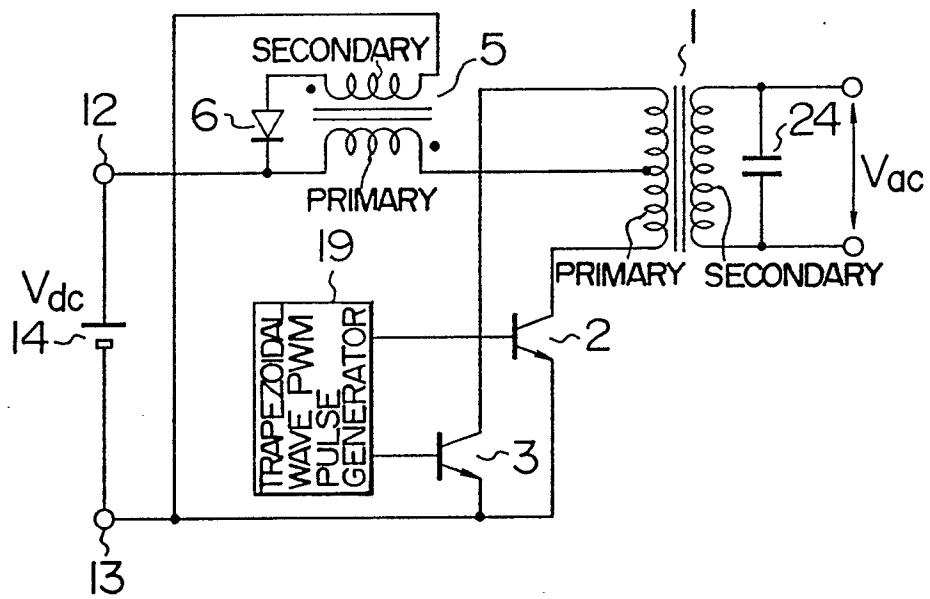 1
SECONDARY
5
12
6
24
Vac
PRIMARY
19
PRIMARY
SECONDARY
Vdc
14
TRAPEZOIDAL
WAVE PWM
PULSE
GENERATOR
2
3
13